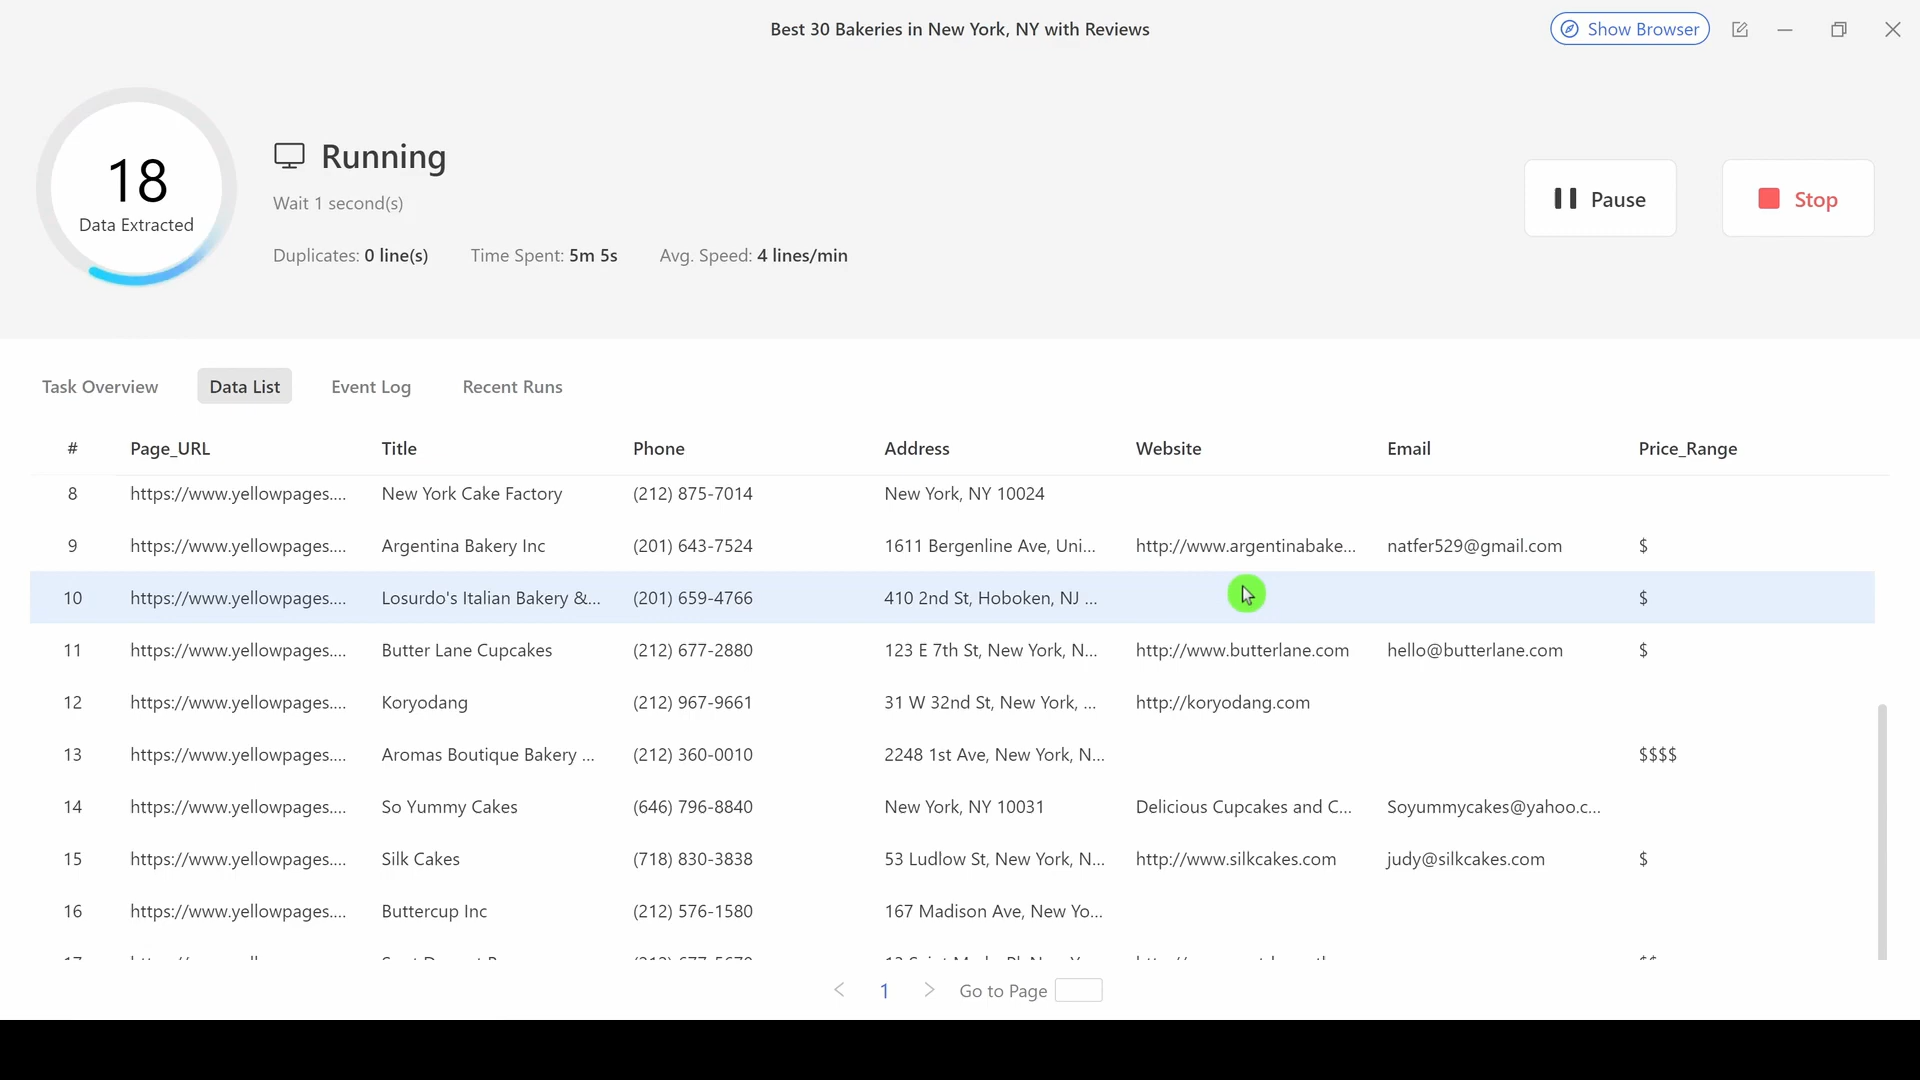 Best 30 Bakeries in New York, NY with Reviews
Show Browser
18
Data Extracted
Running
Wait 1 second(s)
Duplicates: 0 line(s) Time Spent: 5m 5s Avg. Speed: 4 lines/min
Pause
Stop
Task Overview Data List Event Log Recent Runs
# Page_URL Title Phone Address Website Email Price_Range
8 https://www.yellowpages.... New York Cake Factory (212) 875-7014 New York, NY 10024
9 https://www.yellowpages.... Argentina Bakery Inc (201) 643-7524 1611 Bergenline Ave, Uni... http://www.argentinabake... natfer529@gmail.com $
10 https://www.yellowpages.... Losurdo's Italian Bakery &... (201) 659-4766 410 2nd St, Hoboken, NJ ... $
11 https://www.yellowpages.... Butter Lane Cupcakes (212) 677-2880 123 E 7th St, New York, N... http://www.butterlane.com hello@butterlane.com $
12 https://www.yellowpages.... Koryodang (212) 967-9661 31 W 32nd St, New York, ... http://koryodang.com
13 https://www.yellowpages.... Aromas Boutique Bakery ... (212) 360-0010 2248 1st Ave, New York, N... $$$$
14 https://www.yellowpages.... So Yummy Cakes (646) 796-8840 New York, NY 10031 Delicious Cupcakes and C... Soyummycakes@yahoo.c...
15 https://www.yellowpages.... Silk Cakes (718) 830-3838 53 Ludlow St, New York, N... http://www.silkcakes.com judy@silkcakes.com $
16 https://www.yellowpages.... Buttercup Inc (212) 576-1580 167 Madison Ave, New Yo...
17
< 1 > Go to Page